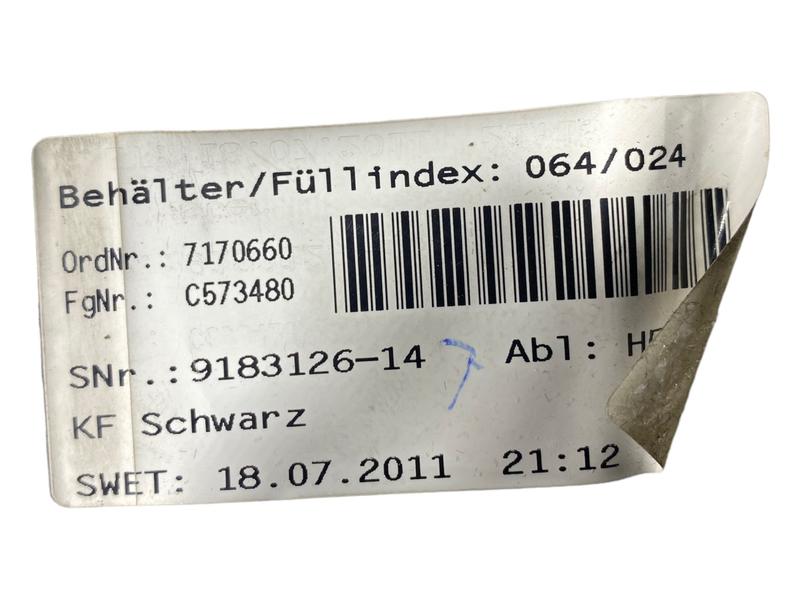 Behälter/Füllindex: 064/024
OrdNr.: 7170660
FgNr.: C573480
SNr.:9183126-14 7 Abl:
KF Schwarz
SWET: 18.07.2011 21:12